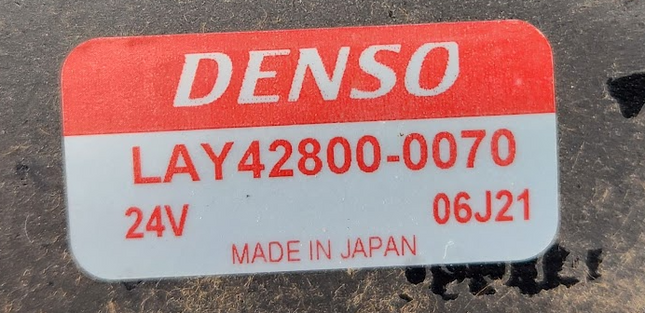 DENSO
LAY42800-0070
24V 06J21
MADE IN JAPAN